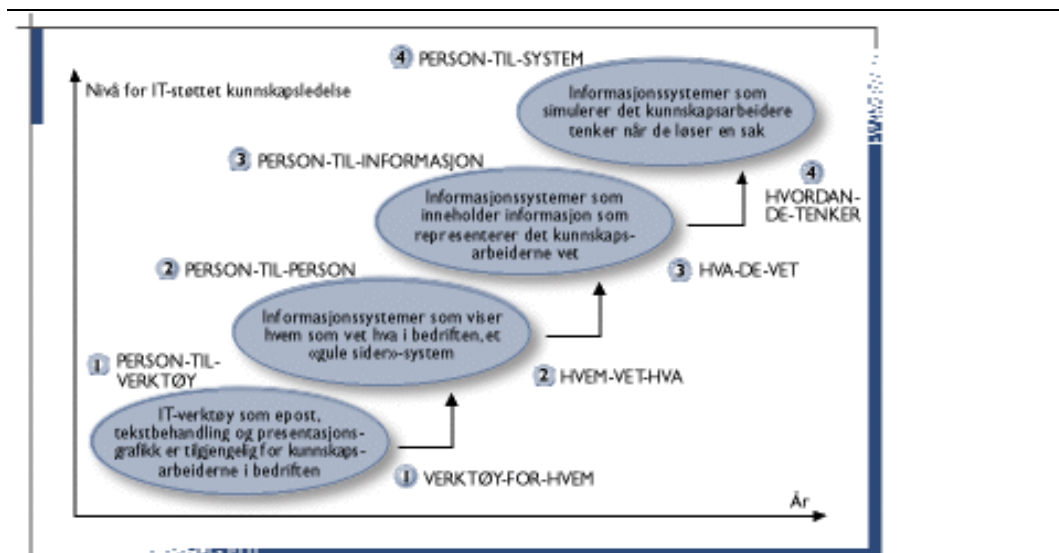 4 PERSON-TIL-SYSTEM
Nivå for IT-støttet kunnskapsledelse
Informasjonssystemer som
simulerer det kunnskapsarbeidere
tenker når de løser en sak
3 PERSON-TIL-INFORMASJON
4
HVORDAN-
DE-TENKER
Informasjonssystemer som
inneholder informasjon som
representerer det kunnskaps-
arbeiderne vet
2 PERSON-TIL-PERSON
3 HVA-DE-VET
Informasjonssystemer som viser
hvem som vet hva i bedriften, et
«gule sider»-system
1 PERSON-TIL-
VERKTØY
2 HVEM-VET-HVA
IT-verktøy som epost,
tekstbehandling og presentasjons-
grafikk er tilgjengelig for kunnskaps-
arbeiderne i bedriften
1 VERKTØY-FOR-HVEM
År